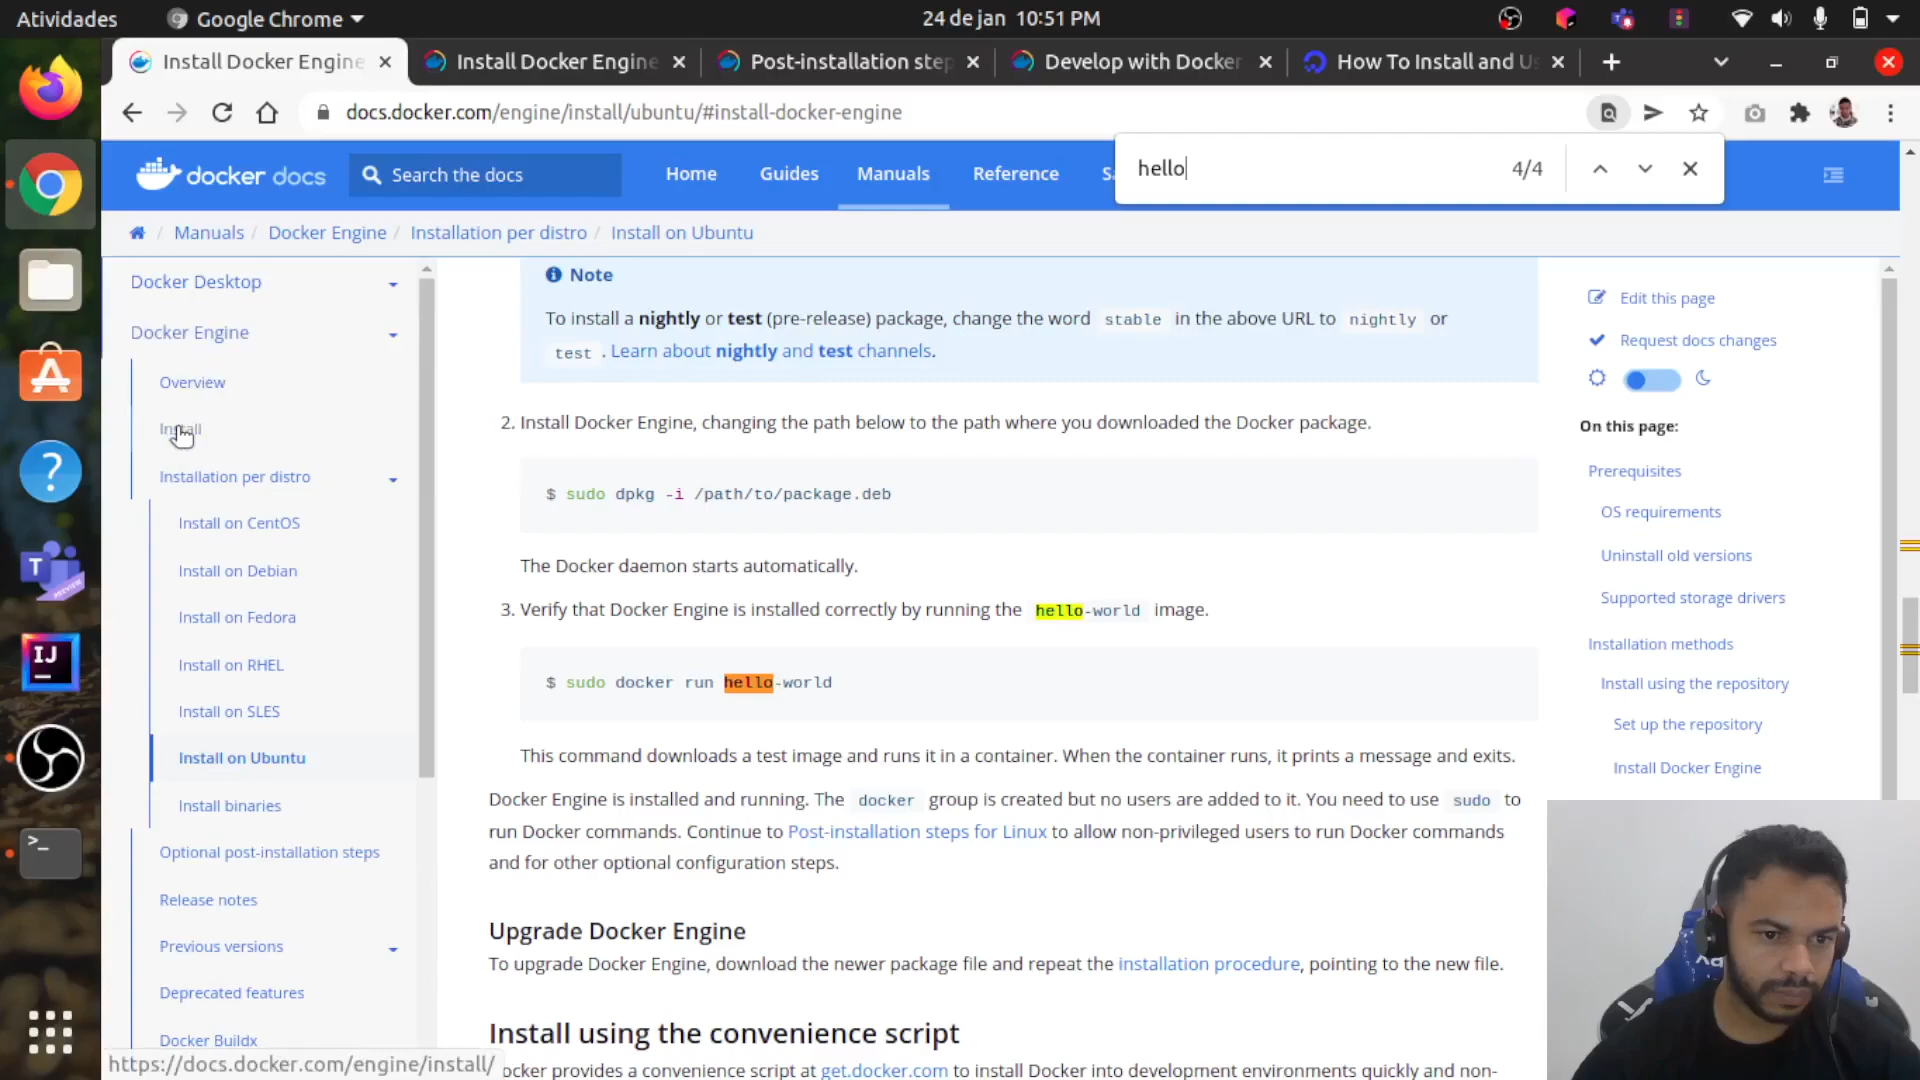 Atividades
Google Chrome
24 de jan 10:51 PM
Install Docker Engine
Install Docker Engine
Post-installation step
Develop with Docker
How To Install and Us
docs.docker.com/engine/install/ubuntu/#install-docker-engine
hello
4/4
docker docs
Search the docs
Home
Guides
Manuals
Reference
Sa
Manuals / Docker Engine / Installation per distro / Install on Ubuntu
Docker Desktop
Docker Engine
Overview
Install
Installation per distro
Install on CentOS
Install on Debian
Install on Fedora
Install on RHEL
Install on SLES
Install on Ubuntu
Install binaries
Optional post-installation steps
Release notes
Previous versions
Deprecated features
Docker Buildx
https://docs.docker.com/engine/install/
Note
To install a nightly or test (pre-release) package, change the word stable in the above URL to nightly or
test . Learn about nightly and test channels.
2. Install Docker Engine, changing the path below to the path where you downloaded the Docker package.
$ sudo dpkg -i /path/to/package.deb
The Docker daemon starts automatically.
3. Verify that Docker Engine is installed correctly by running the hello-world image.
$ sudo docker run hello-world
This command downloads a test image and runs it in a container. When the container runs, it prints a message and exits.
Docker Engine is installed and running. The docker group is created but no users are added to it. You need to use sudo to
run Docker commands. Continue to Post-installation steps for Linux to allow non-privileged users to run Docker commands
and for other optional configuration steps.
Upgrade Docker Engine
To upgrade Docker Engine, download the newer package file and repeat the installation procedure, pointing to the new file.
Install using the convenience script
ocker provides a convenience script at get.docker.com to install Docker into development environments quickly and non-
Edit this page
Request docs changes
On this page:
Prerequisites
OS requirements
Uninstall old versions
Supported storage drivers
Installation methods
Install using the repository
Set up the repository
Install Docker Engine
T
PREVIEW
IJ